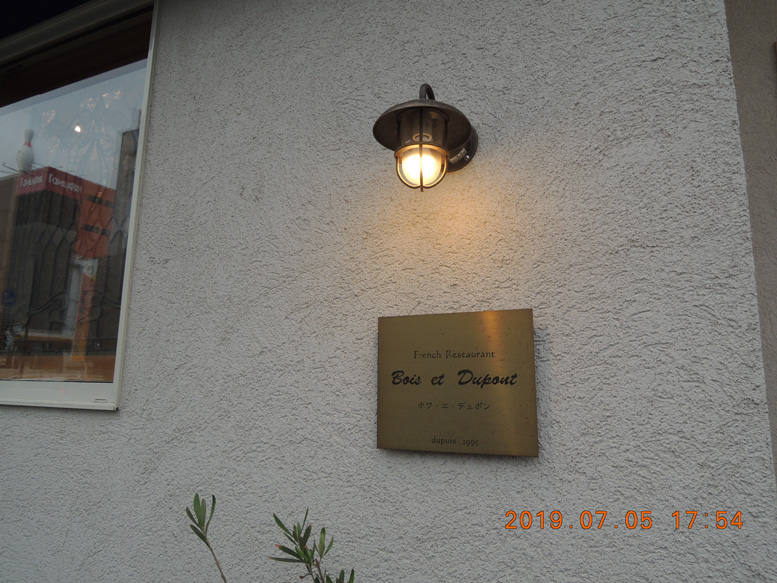 French Restaurant
Bois et Dupont
ボワ・エ・デュポン
depuis 1995
2019.07.05 17:54